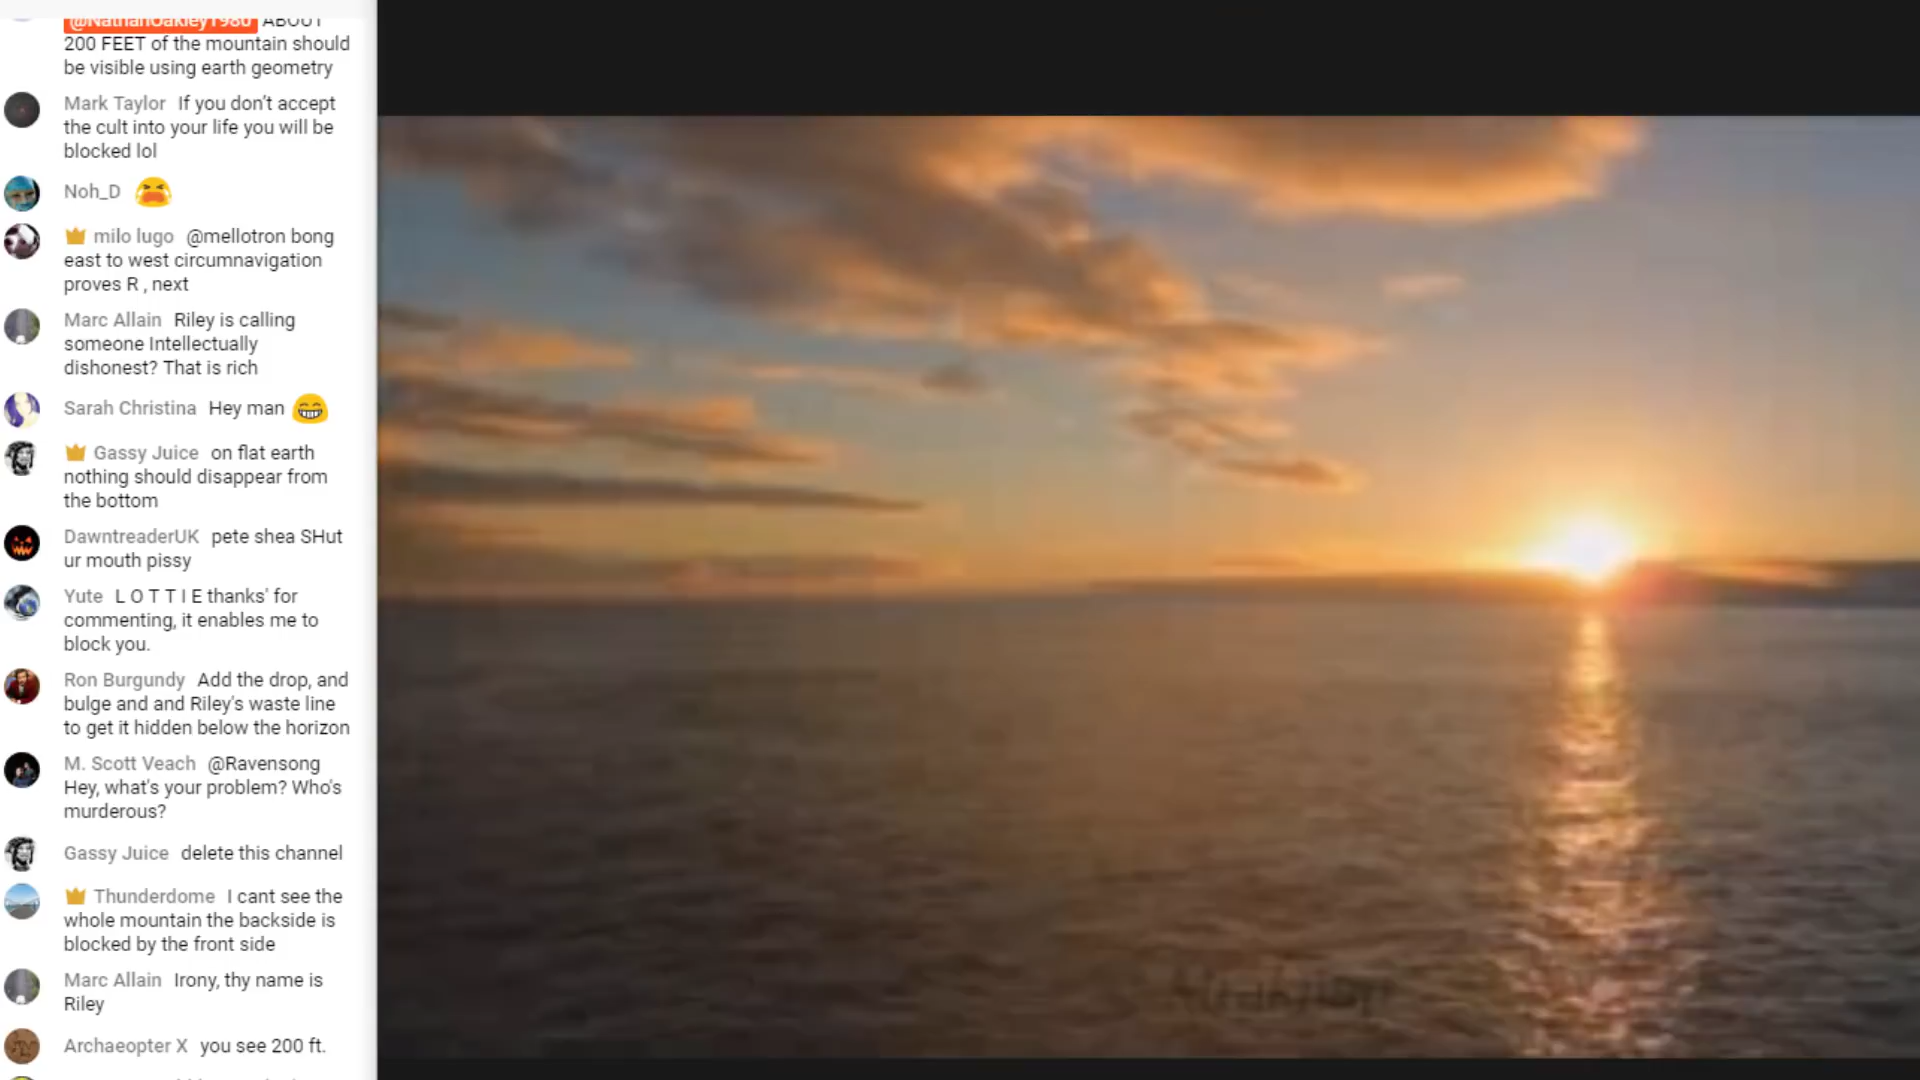 @NathanOakley1980 ABOUT
200 FEET of the mountain should
be visible using earth geometry
Mark Taylor If you don't accept
the cult into your life you will be
blocked lol
Noh_D
milo lugo @mellotron bong
east to west circumnavigation
proves R , next
Marc Allain Riley is calling
someone Intellectually
dishonest? That is rich
Sarah Christina Hey man
Gassy Juice on flat earth
nothing should disappear from
the bottom
DawntreaderUK pete shea SHut
ur mouth pissy
Yute L O T T I E thanks' for
commenting, it enables me to
block you.
Ron Burgundy Add the drop, and
bulge and and Riley's waste line
to get it hidden below the horizon
M. Scott Veach @Ravensong
Hey, what's your problem? Who's
murderous?
Gassy Juice delete this channel
Thunderdome I cant see the
whole mountain the backside is
blocked by the front side
Marc Allain Irony, thy name is
Riley
Archaeopter X you see 200 ft.